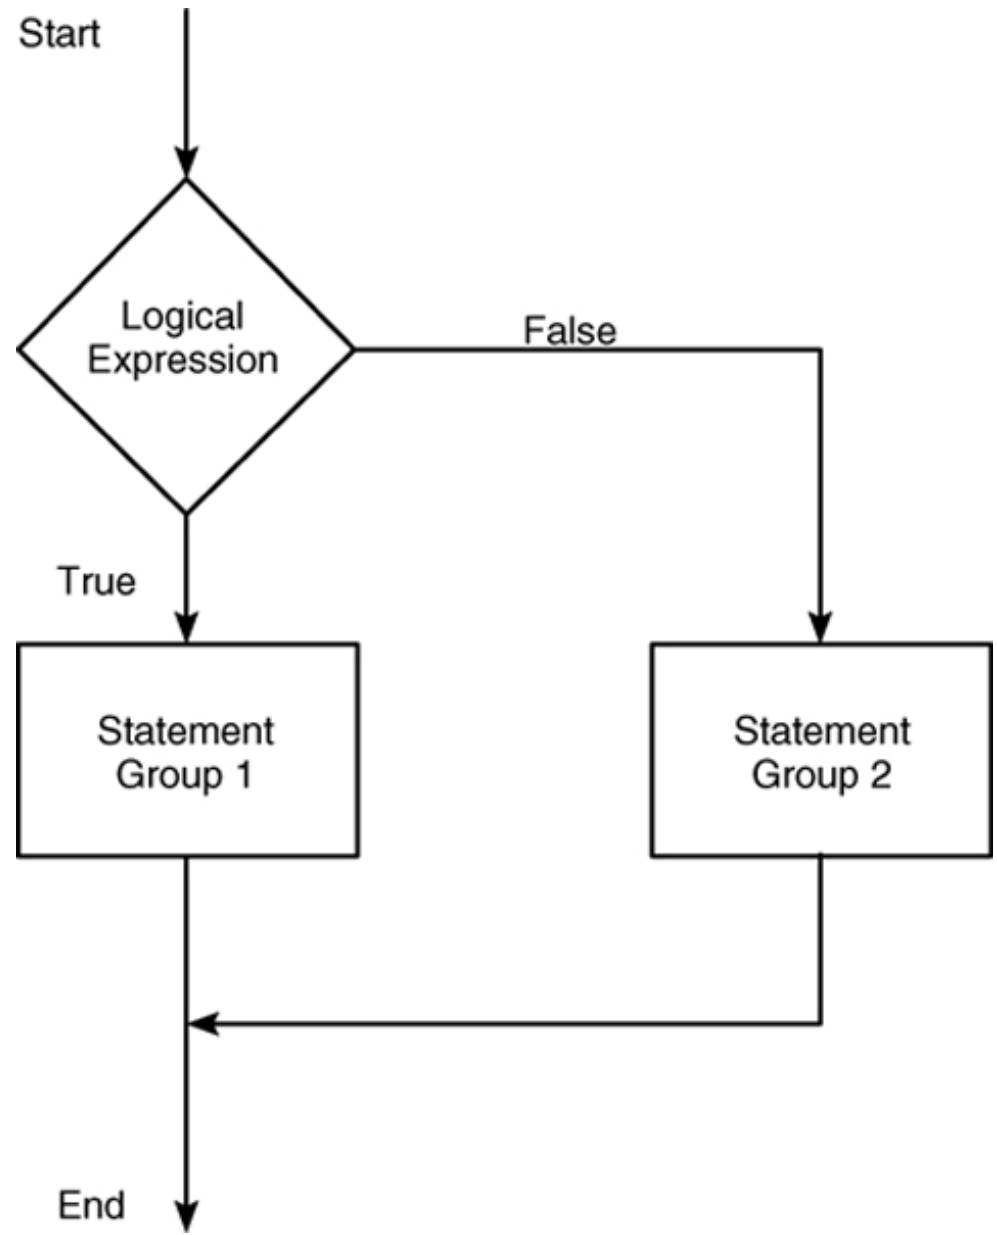 Start
Logical
Expression
False
True
Statement
Group 1
Statement
Group 2
End